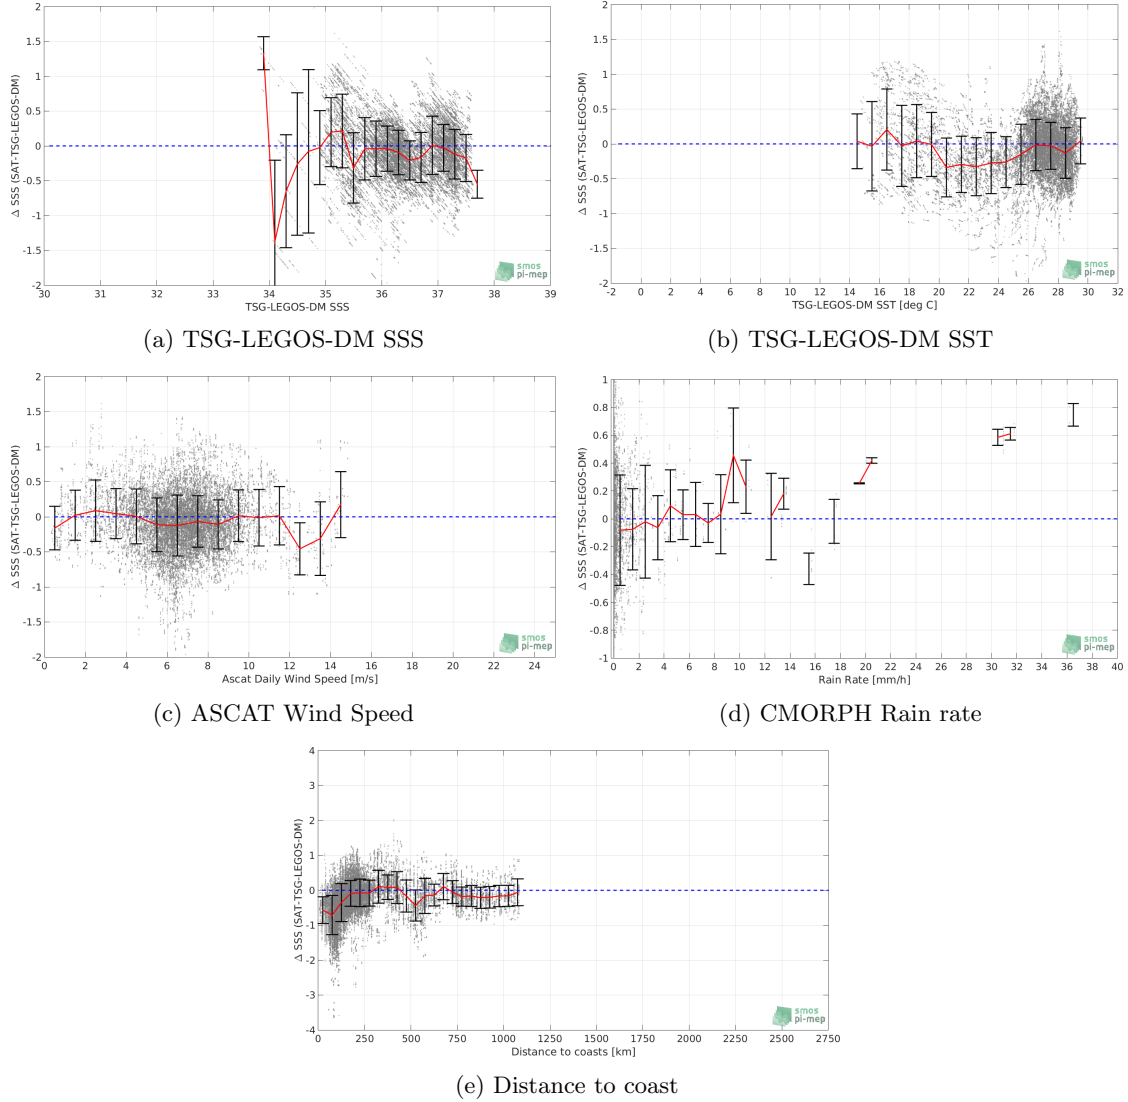 2
1.5
1
0.5
0
-0.5
-1
-1.5
-2
Δ SSS (SAT-TSG-LEGOS-DM)
30 31 32 33 34 35 36 37 38 39
TSG-LEGOS-DM SSS
smos
pi-mep
(a) TSG-LEGOS-DM SSS
2
1.5
1
0.5
0
-0.5
-1
-1.5
-2
Δ SSS (SAT-TSG-LEGOS-DM)
-2 0 2 4 6 8 10 12 14 16 18 20 22 24 26 28 30 32
TSG-LEGOS-DM SST [deg C]
smos
pi-mep
(b) TSG-LEGOS-DM SST
2
1.5
1
0.5
0
-0.5
-1
-1.5
-2
Δ SSS (SAT-TSG-LEGOS-DM)
0 2 4 6 8 10 12 14 16 18 20 22 24
Ascat Daily Wind Speed [m/s]
smos
pi-mep
(c) ASCAT Wind Speed
1
0.8
0.6
0.4
0.2
0
-0.2
-0.4
-0.6
-0.8
-1
Δ SSS (SAT-TSG-LEGOS-DM)
0 2 4 6 8 10 12 14 16 18 20 22 24 26 28 30 32 34 36 38 40
Rain Rate [mm/h]
smos
pi-mep
(d) CMORPH Rain rate
4
3
2
1
0
-1
-2
-3
-4
Δ SSS (SAT-TSG-LEGOS-DM)
0 250 500 750 1000 1250 1500 1750 2000 2250 2500 2750
Distance to coasts [km]
smos
pi-mep
(e) Distance to coast